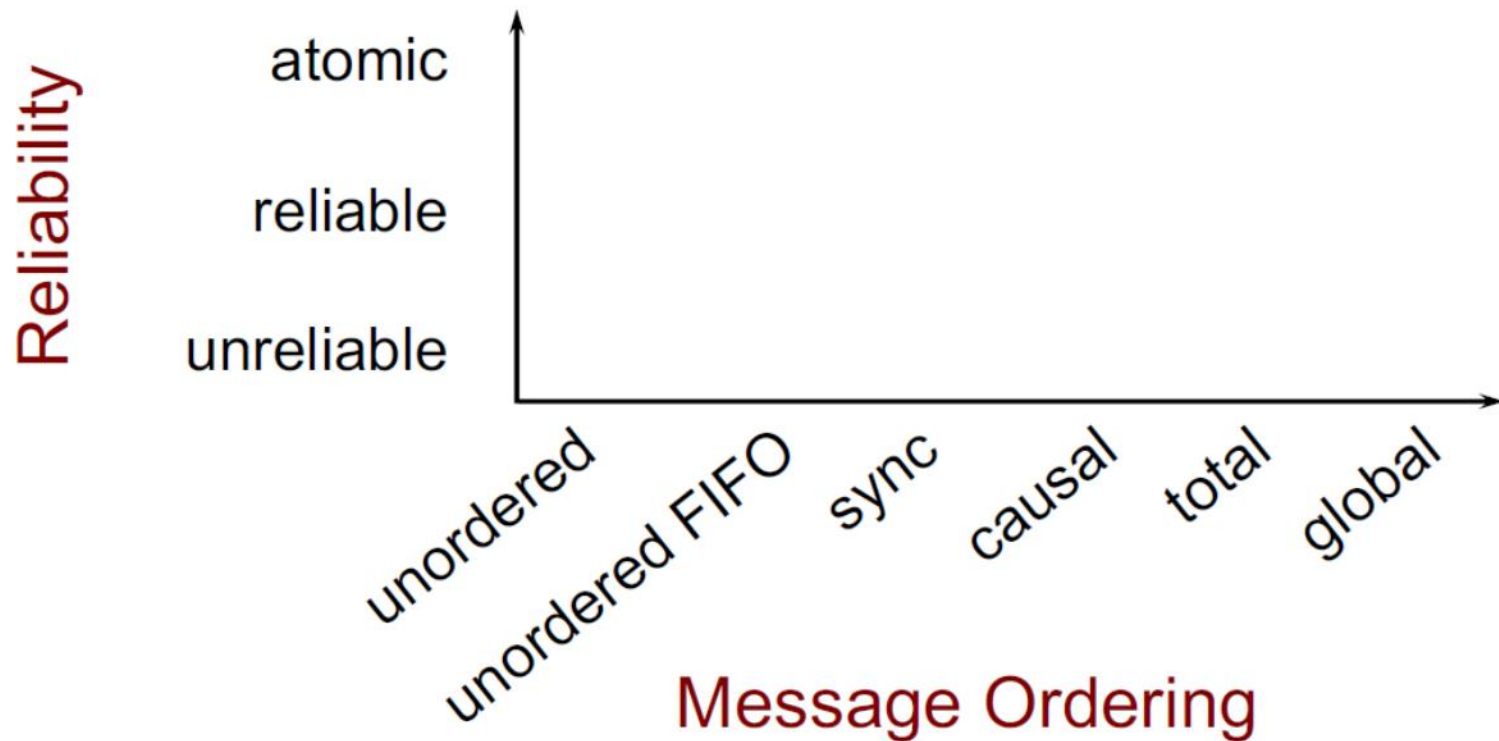 Reliability
atomic
reliable
unreliable
unordered
unordered FIFO
sync
causal
total
global
Message Ordering